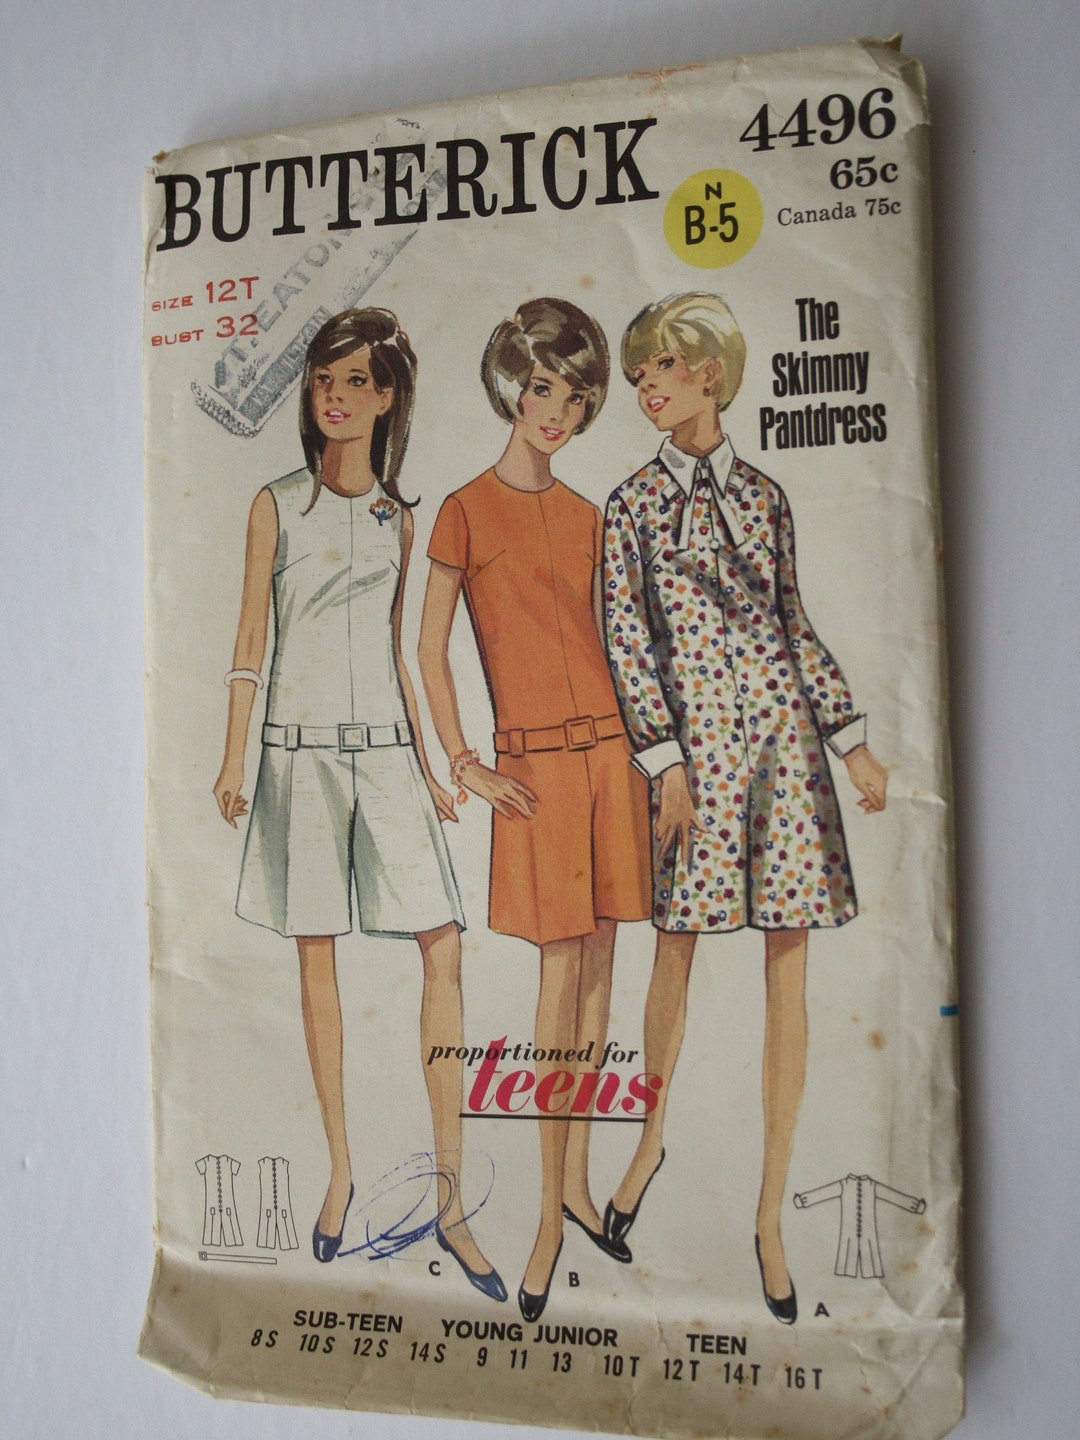 BUTTERICK
4496
65c
Canada 75c
N
B-5
SIZE 12T
BUST 32
EATON
HAMILTON
The
Skimmy
Pantdress
proportioned for
teens
C
B
A
SUB-TEEN YOUNG JUNIOR TEEN
8S 10S 12S 14S 9 11 13 10T 12T 14T 16T